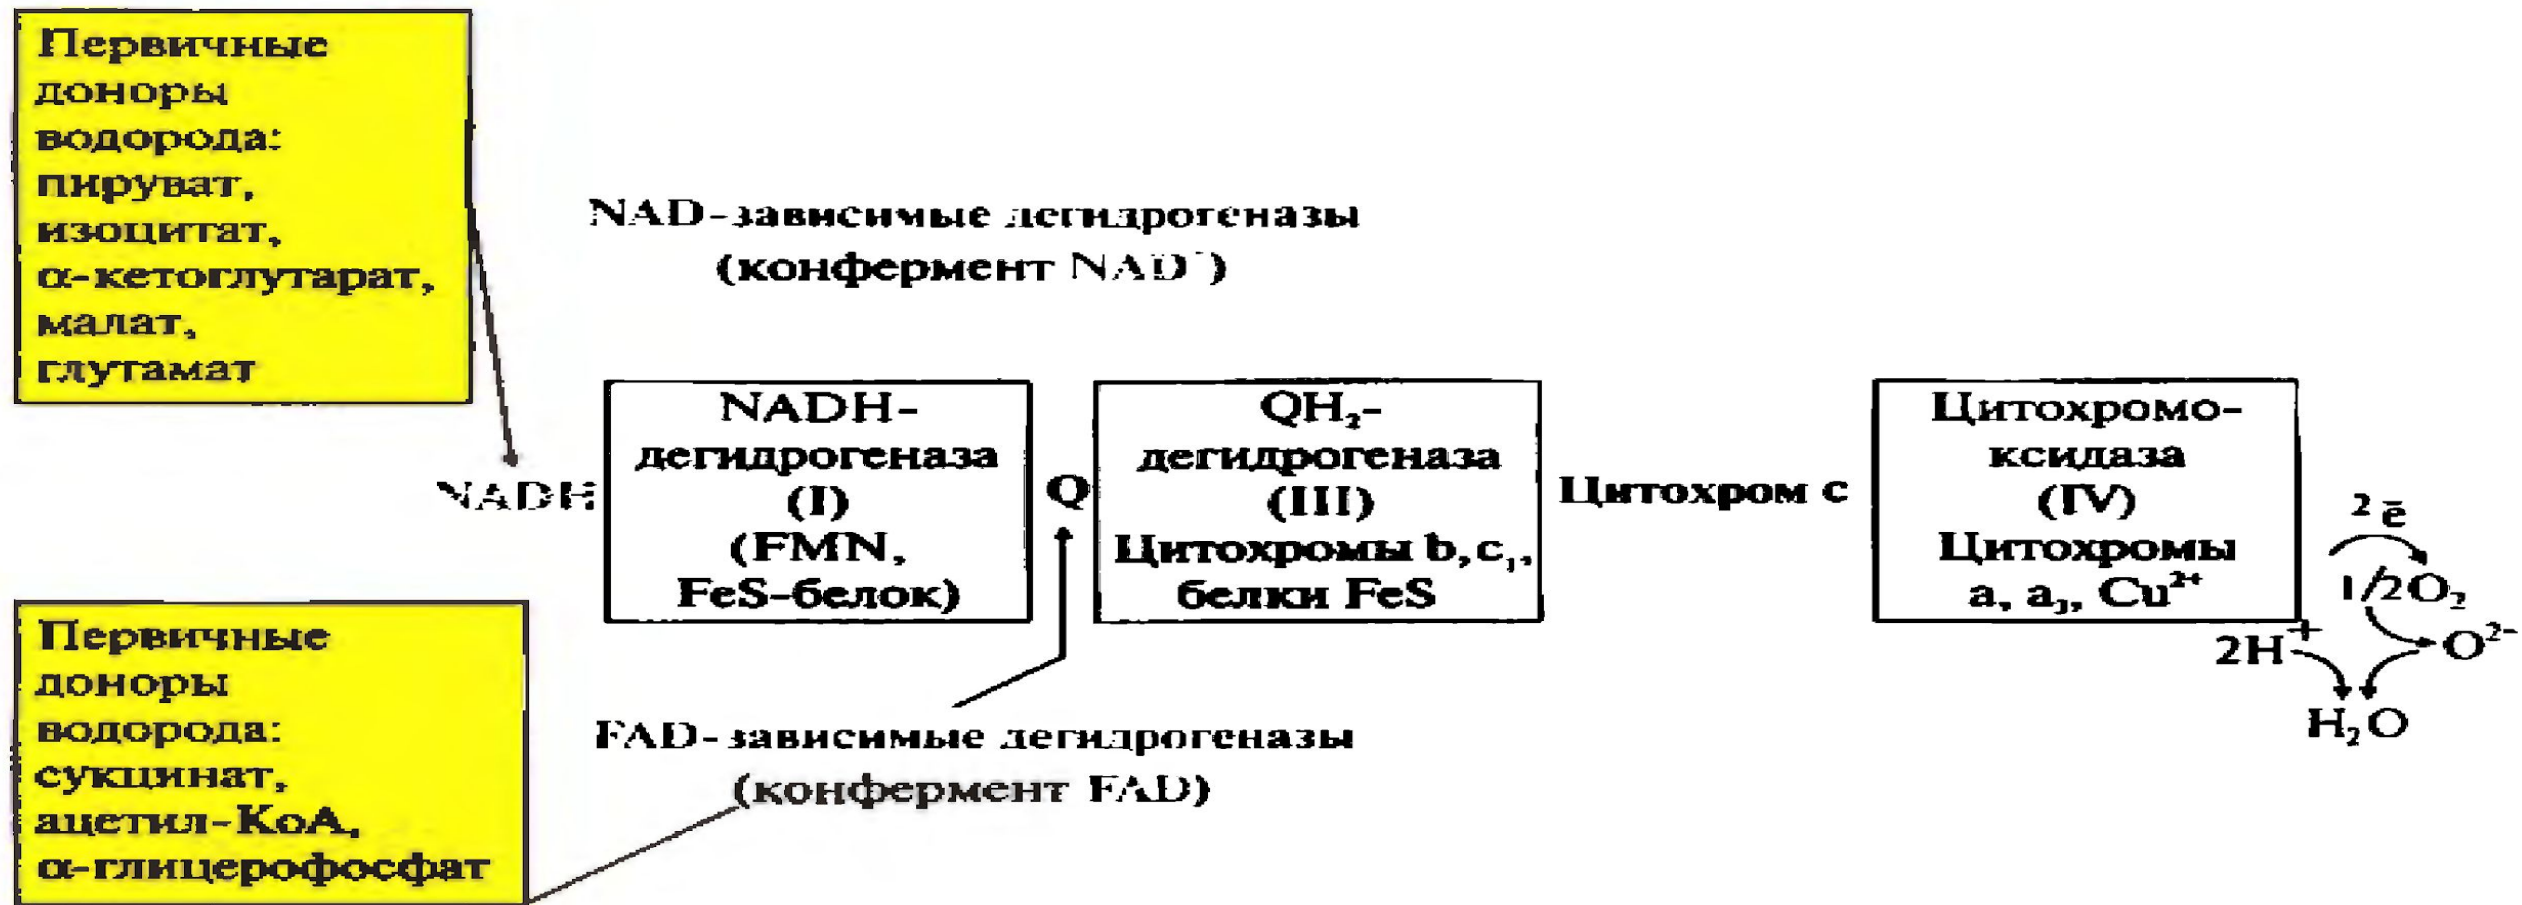 Первичные
доноры
водорода:
пируват,
изоцитат,
α-кетоглутарат,
малат,
глутамат
NAD-зависимые дегидрогеназы
(конфермент NAD⁺)
NADH
NADH-
дегидрогеназа
(I)
(FMN,
FeS-белок)
Q
QH₂-
дегидрогеназа
(III)
Цитохромы b, c₁,
белки FeS
Цитохром c
Цитохромо-
ксидаза
(IV)
Цитохромы
a, a₃, Cu²⁺
2 ē
1/2O₂
2H⁺
O²⁻
H₂O
Первичные
доноры
водорода:
сукцинат,
ацетил-КоА,
α-глицерофосфат
FAD-зависимые дегидрогеназы
(конфермент FAD)